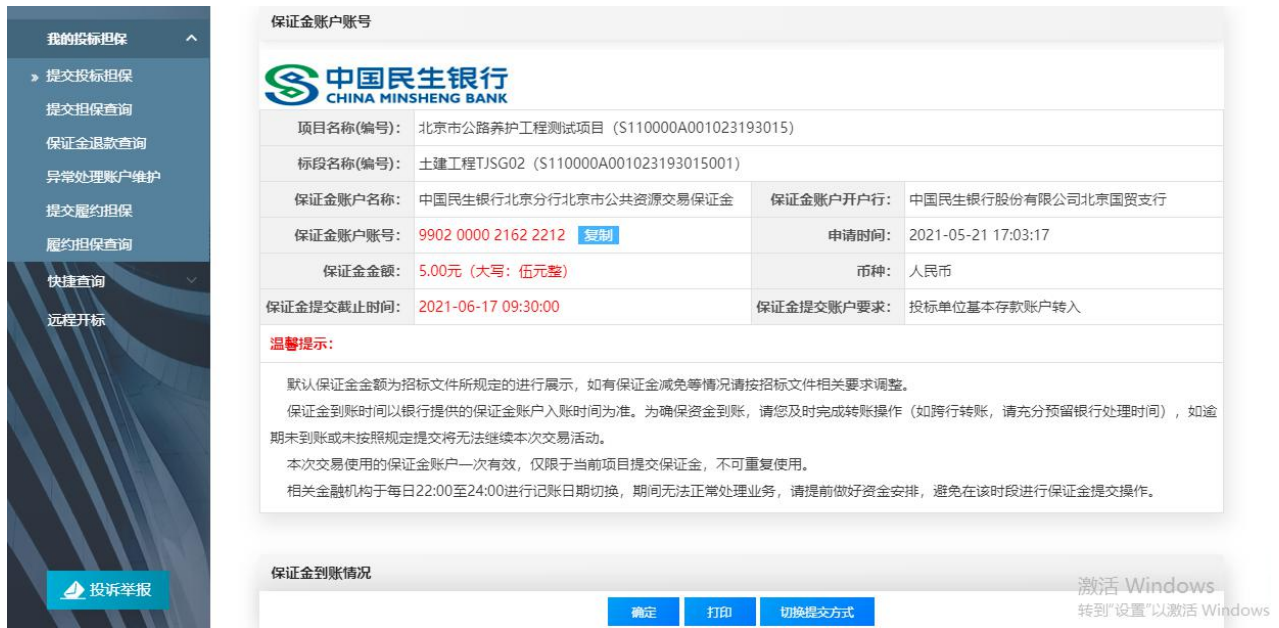 我的投标担保
» 提交投标担保
提交担保查询
保证金退款查询
异常处理账户维护
提交履约担保
履约担保查询
快捷查询
远程开标
投诉举报
保证金账户账号
中国民生银行
CHINA MINSHENG BANK
项目名称(编号): 北京市公路养护工程测试项目（S110000A001023193015）
标段名称(编号): 土建工程TJSG02（S110000A001023193015001）
保证金账户名称: 中国民生银行北京分行北京市公共资源交易保证金 保证金账户开户行: 中国民生银行股份有限公司北京国贸支行
保证金账户账号: 9902 0000 2162 2212 复制 申请时间: 2021-05-21 17:03:17
保证金金额: 5.00元（大写：伍元整） 币种: 人民币
保证金提交截止时间: 2021-06-17 09:30:00 保证金提交账户要求: 投标单位基本存款账户转入
温馨提示：
默认保证金金额为招标文件所规定的进行展示，如有保证金减免等情况请按招标文件相关要求调整。
保证金到账时间以银行提供的保证金账户入账时间为准。为确保资金到账，请您及时完成转账操作（如跨行转账，请充分预留银行处理时间），如逾
期未到账或未按照规定提交将无法继续本次交易活动。
本次交易使用的保证金账户一次有效，仅限于当前项目提交保证金，不可重复使用。
相关金融机构于每日22:00至24:00进行记账日期切换，期间无法正常处理业务，请提前做好资金安排，避免在该时段进行保证金提交操作。
保证金到账情况
确定 打印 切换提交方式
激活 Windows
转到"设置"以激活 Windows